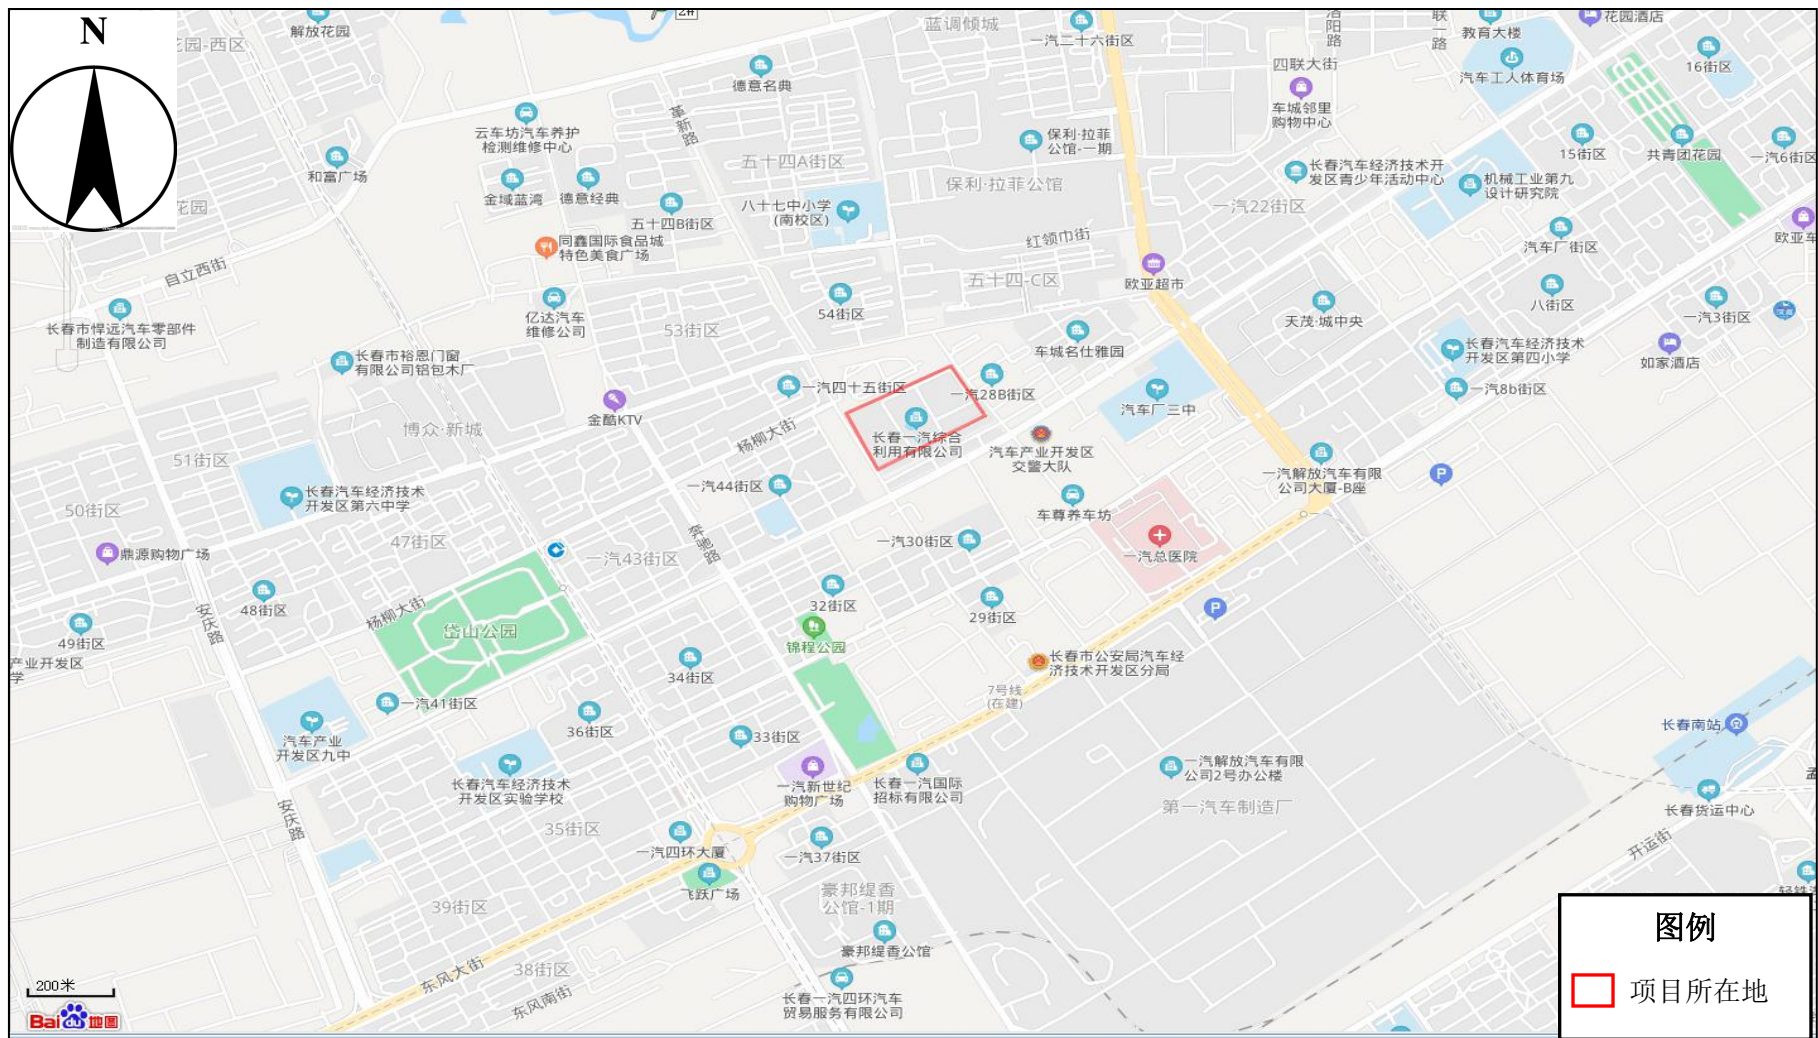 N
解放花园
花园-西区
2#
蓝调倾城
一汽二十六街区
洛阳路
联一路
教育大楼
花园酒店
16街区
汽车工人体育场
四联大街
车城邻里
购物中心
德意名典
革新路
云车坊汽车养护
检测维修中心
五十四A街区
保利·拉菲
公馆-一期
15街区
共青团花园
一汽6街区
和富广场
金域蓝湾
德意经典
保利·拉菲公馆
长春汽车经济技术开
发区青少年活动中心
机械工业第九
设计研究院
花园
五十四B街区
八十七中小学
(南校区)
一汽22街区
红领巾街
汽车厂街区
欧亚车
同鑫国际食品城
特色美食广场
自立西街
五十四-C区
欧亚超市
八街区
长春市悍远汽车零部件
制造有限公司
亿达汽车
维修公司
53街区
54街区
天茂·城中央
一汽3街区
车城名仕雅园
长春汽车经济技术
开发区第四小学
如家酒店
长春市裕恩门窗
有限公司铝包木厂
一汽四十五街区
一汽28B街区
汽车厂三中
一汽8b街区
金酷KTV
博众·新城
杨柳大街
长春一汽综合
利用有限公司
汽车产业开发区
交警大队
51街区
一汽44街区
一汽解放汽车有限
公司大厦-B座
P
长春汽车经济技术
开发区第六中学
50街区
车尊养车坊
47街区
鼎源购物广场
一汽43街区
奔驰路
一汽30街区
一汽总医院
48街区
安庆路
杨柳大街
32街区
29街区
P
49街区
岱山公园
锦程公园
产业开发区
学
34街区
长春市公安局汽车经
济技术开发区分局
7号线
(在建)
一汽41街区
36街区
33街区
长春南站
汽车产业
开发区九中
长春汽车经济技术
开发区实验学校
一汽新世纪
购物广场
长春一汽国际
招标有限公司
一汽解放汽车有限
公司2号办公楼
第一汽车制造厂
长春货运中心
孟
安庆路
35街区
一汽四环大厦
一汽37街区
开运街
飞跃广场
豪邦缇香
公馆-1期
39街区
豪邦缇香公馆
东风大街
38街区
东风南街
长春一汽四环汽车
贸易服务有限公司
200米
Bai du 地图
图例
项目所在地